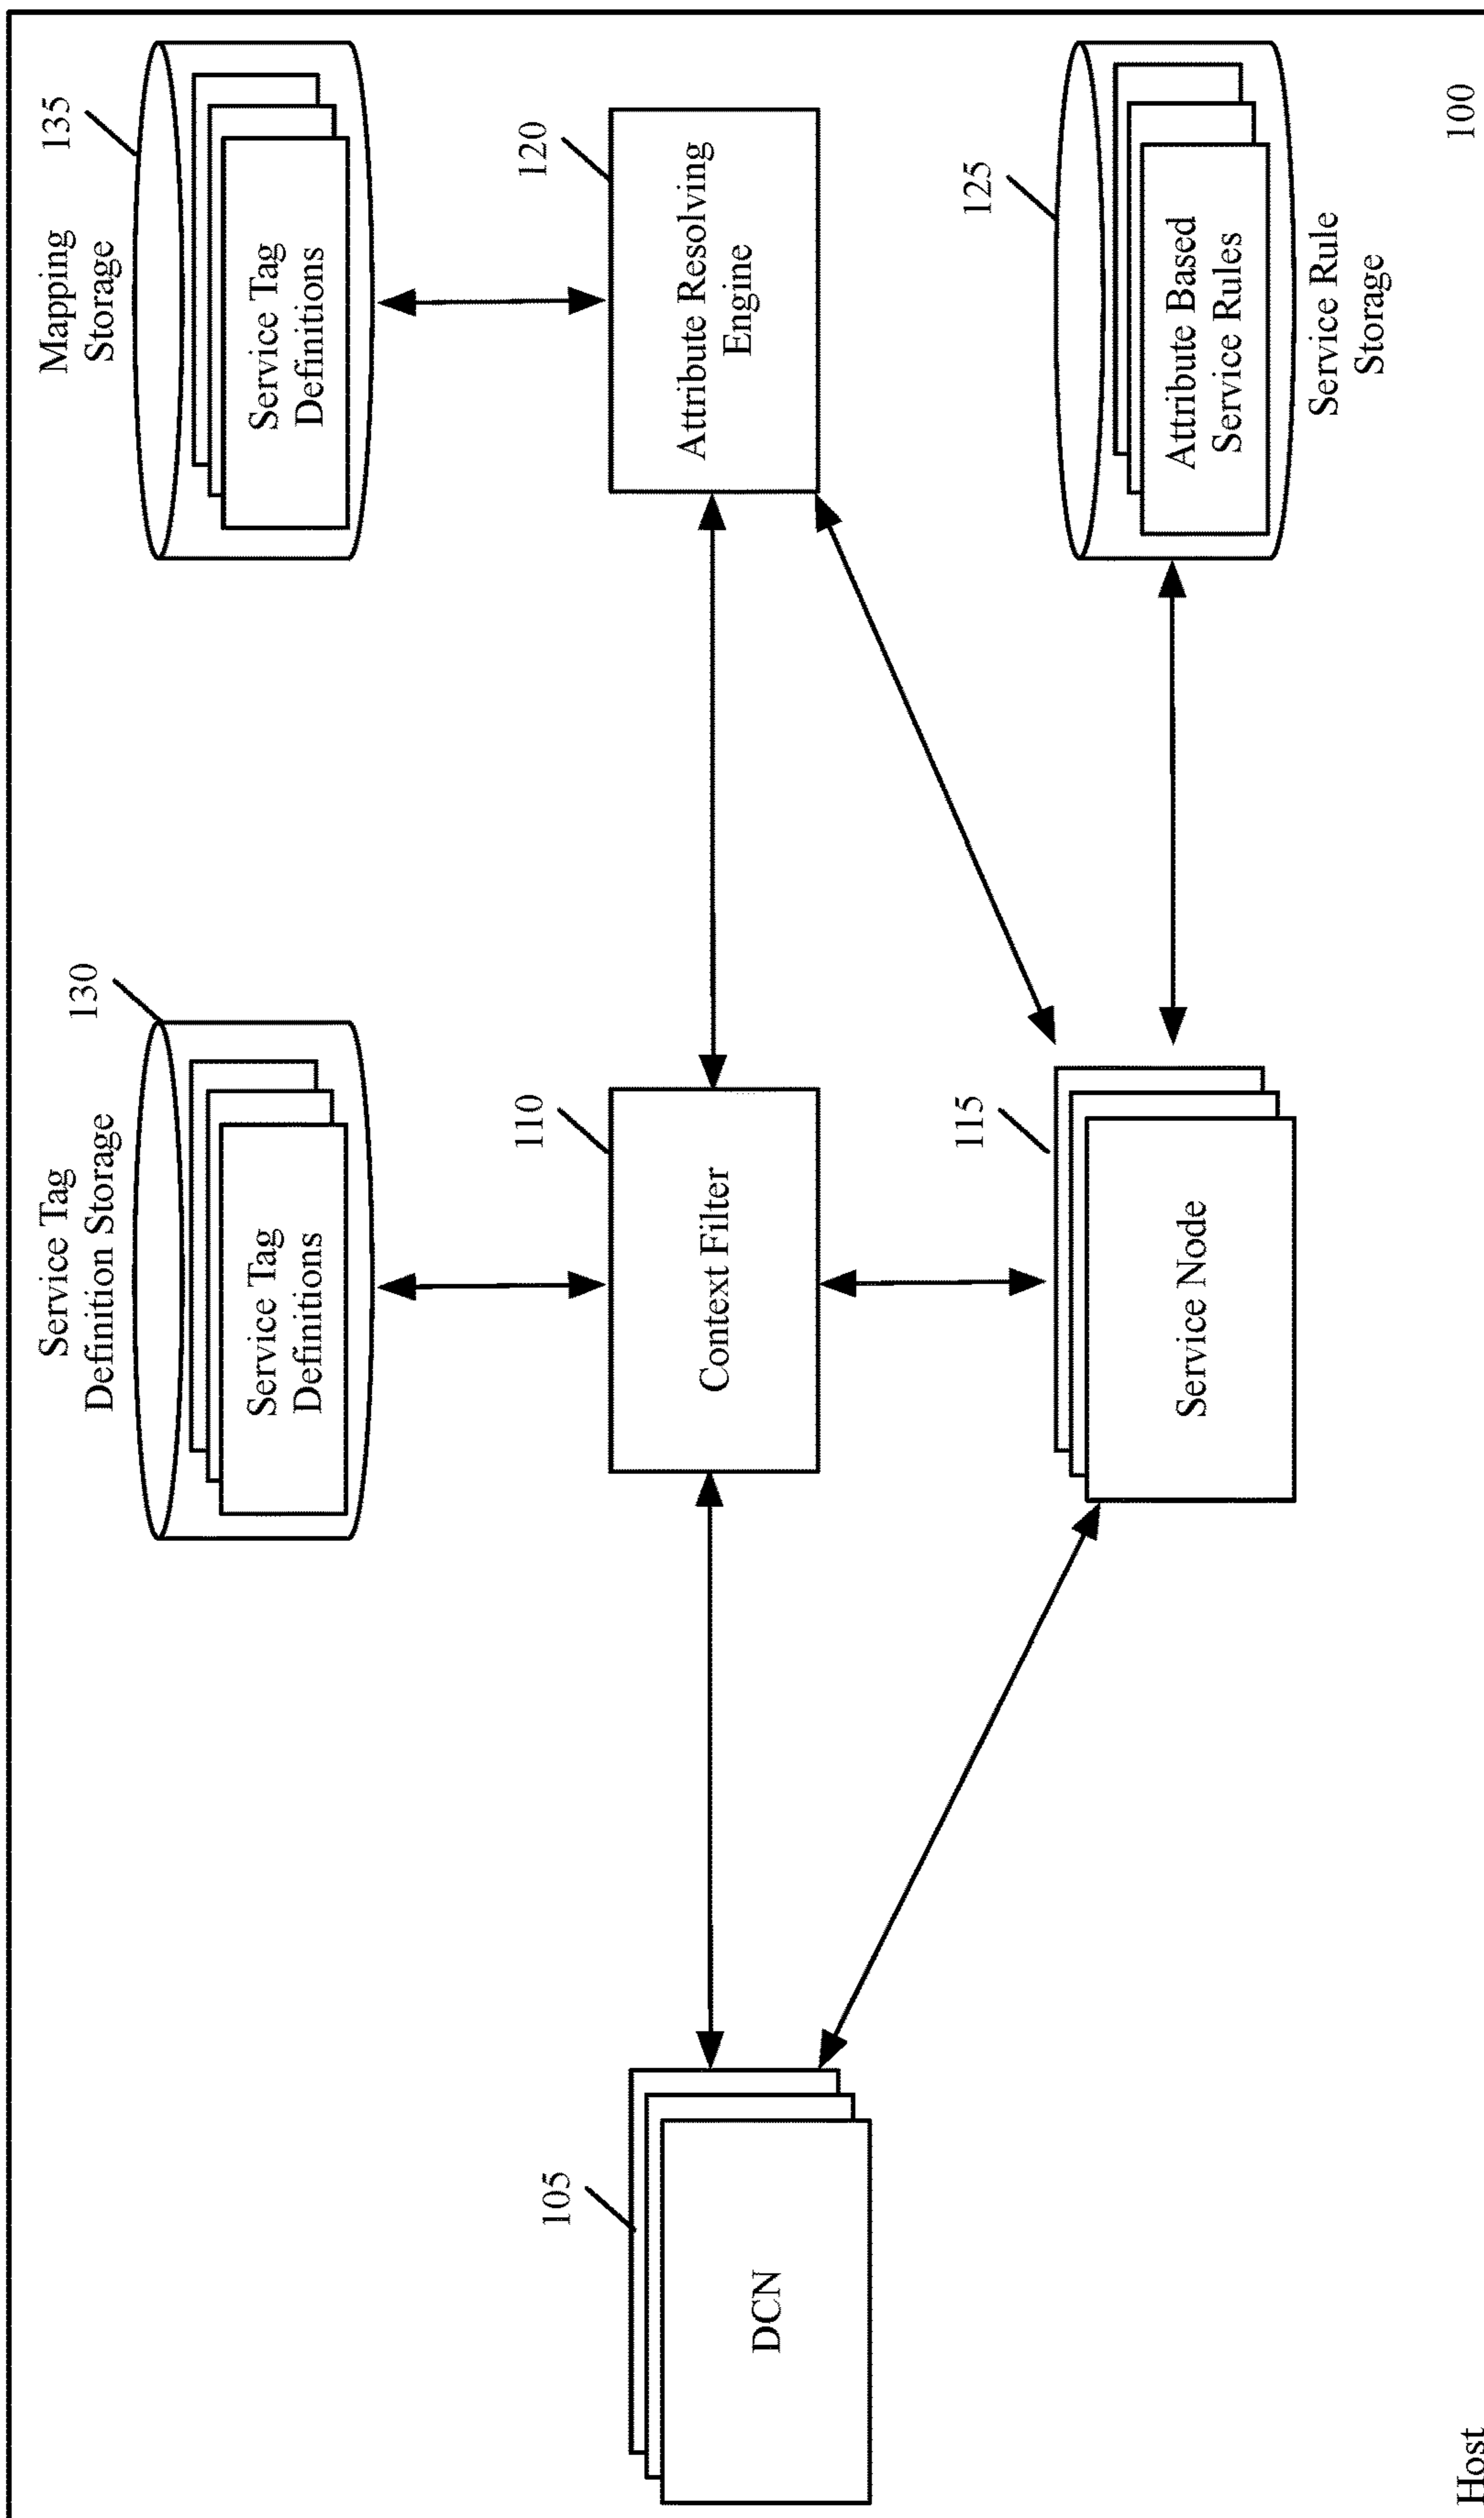 Service Tag
Definition Storage
130
Service Tag
Definitions
Mapping
Storage
135
Service Tag
Definitions
105
DCN
110
Context Filter
120
Attribute Resolving
Engine
115
Service Node
125
Attribute Based
Service Rules
Service Rule
Storage
Host
100